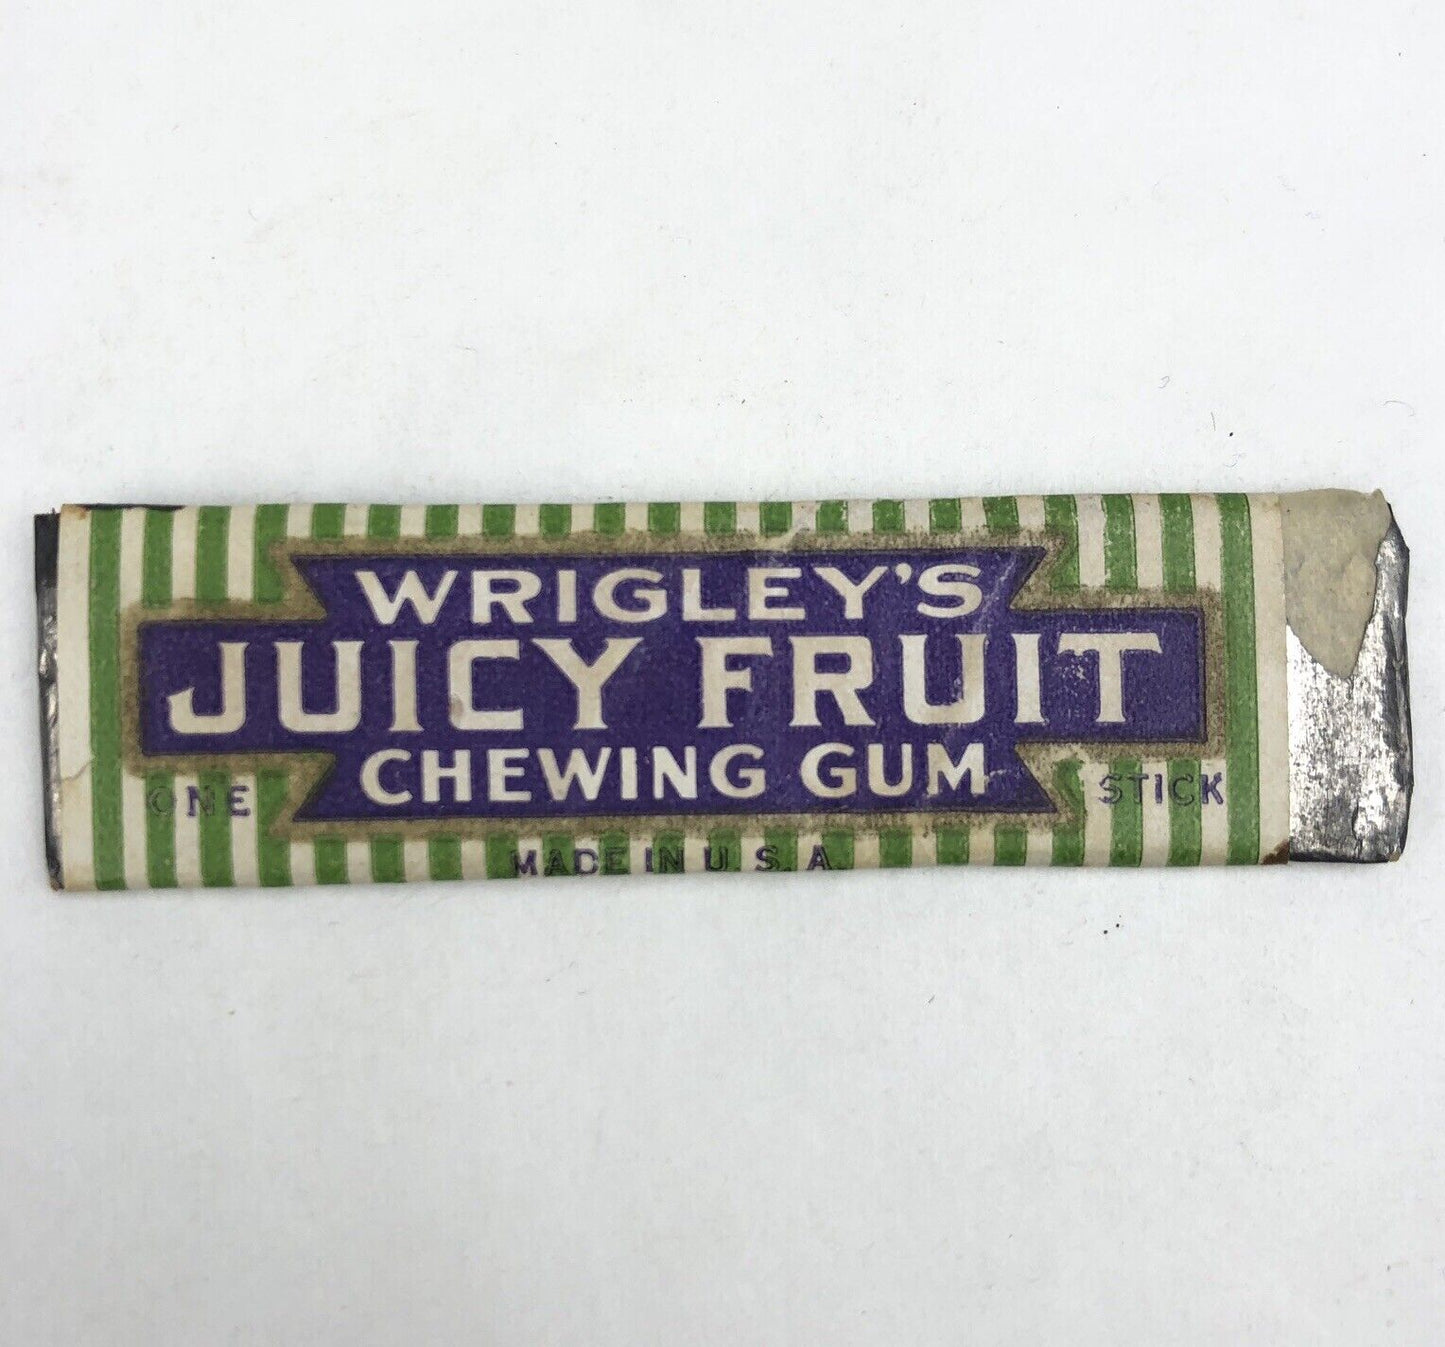 WRIGLEY'S
JUICY FRUIT
CHEWING GUM
ONE STICK
MADE IN U.S.A.